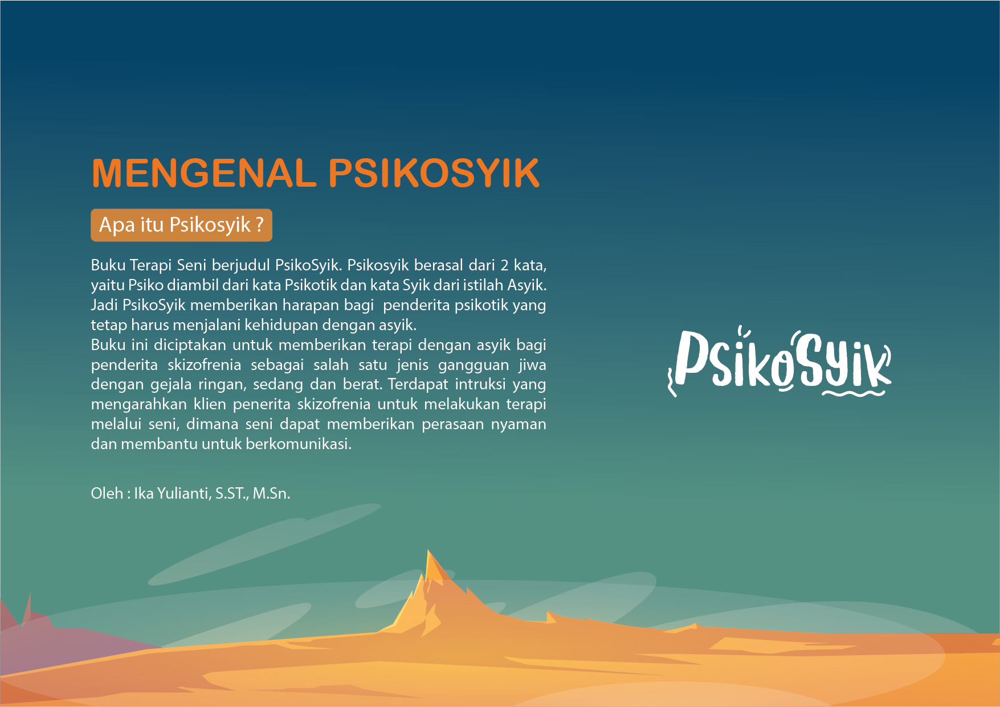 MENGENAL PSIKOSYIK
Apa itu Psikosyik ?
Buku Terapi Seni berjudul PsikoSyik. Psikosyik berasal dari 2 kata,
yaitu Psiko diambil dari kata Psikotik dan kata Syik dari istilah Asyik.
Jadi PsikoSyik memberikan harapan bagi penderita psikotik yang
tetap harus menjalani kehidupan dengan asyik.
Buku ini diciptakan untuk memberikan terapi dengan asyik bagi
penderita skizofrenia sebagai salah satu jenis gangguan jiwa
dengan gejala ringan, sedang dan berat. Terdapat intruksi yang
mengarahkan klien penerita skizofrenia untuk melakukan terapi
melalui seni, dimana seni dapat memberikan perasaan nyaman
dan membantu untuk berkomunikasi.
Oleh : Ika Yulianti, S.ST., M.Sn.
PsikoSyik